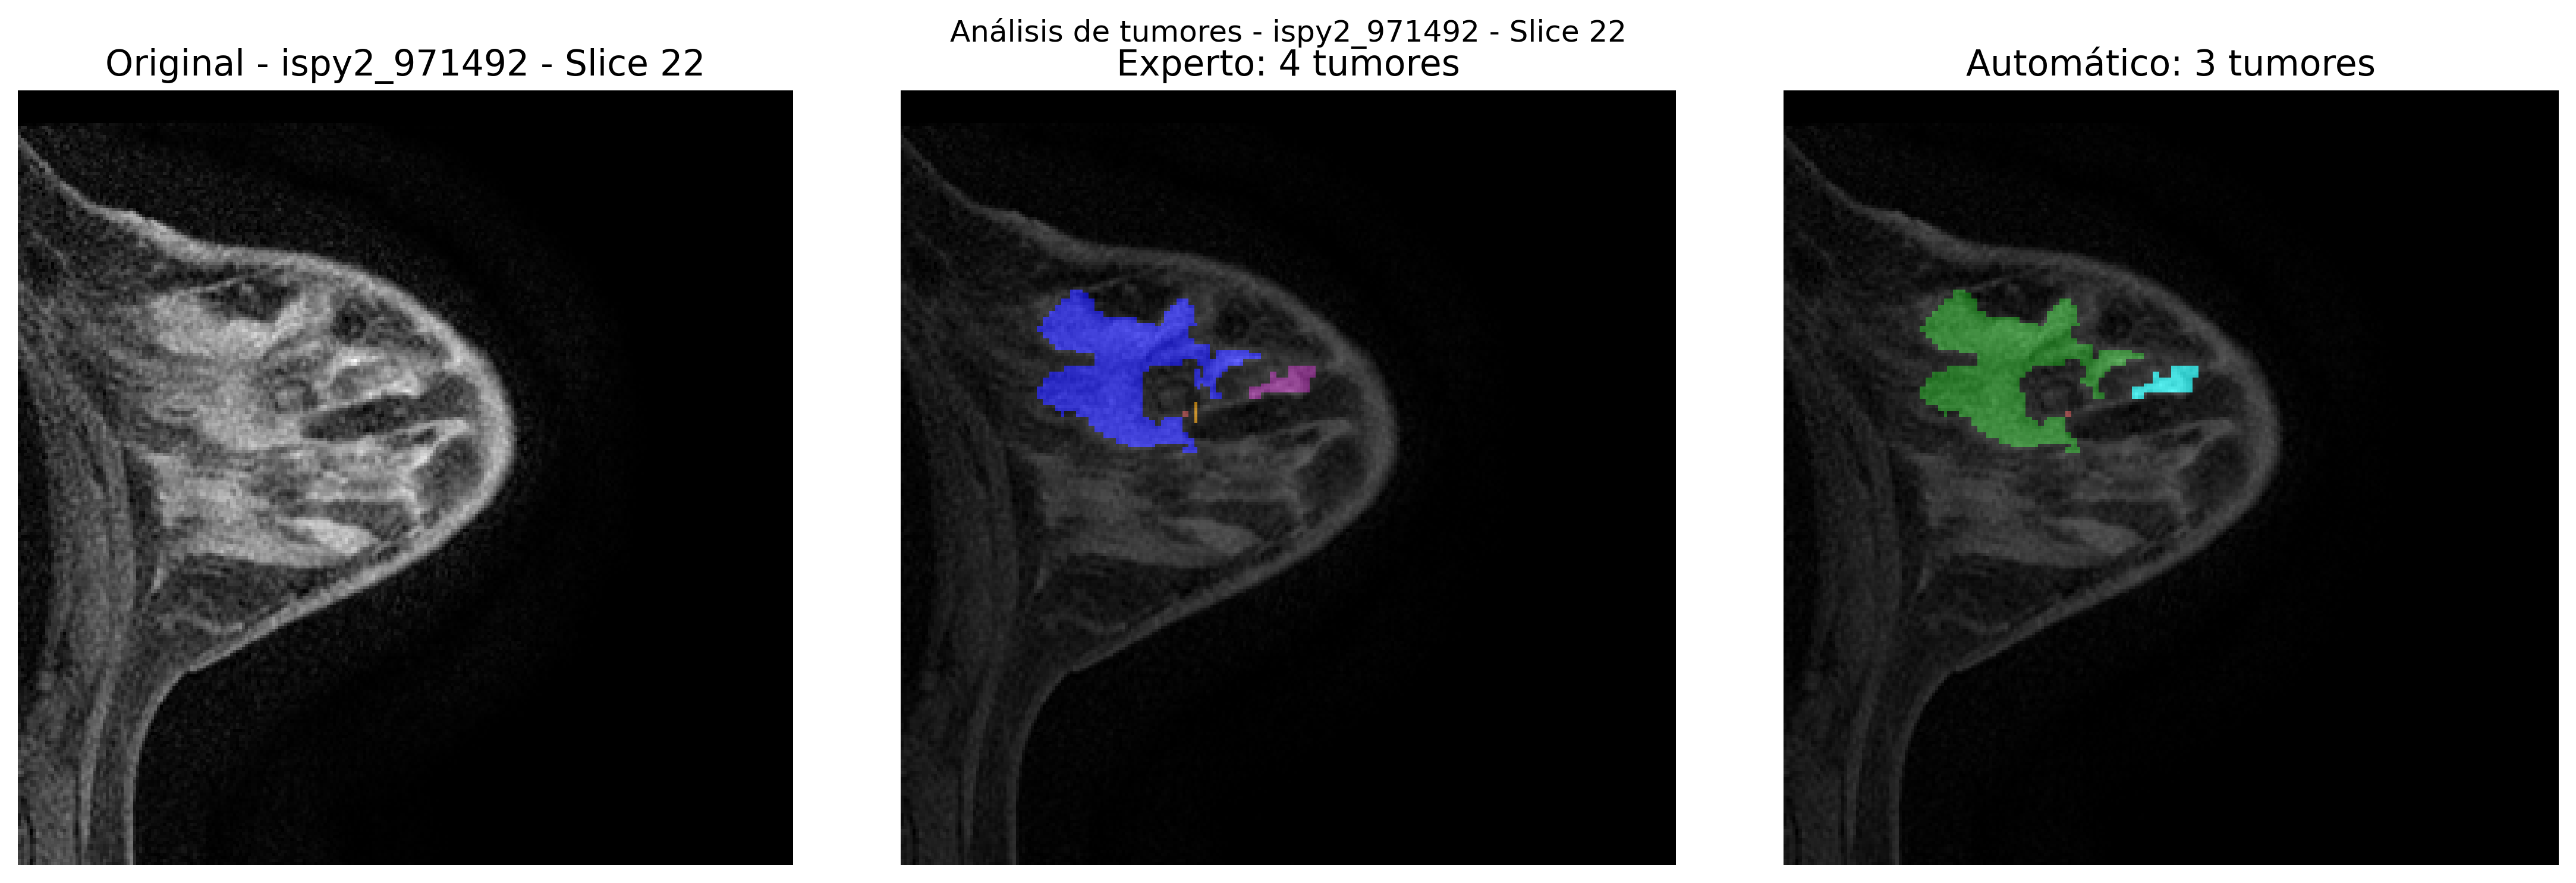 Análisis de tumores - ispy2_971492 - Slice 22
Original - ispy2_971492 - Slice 22
Experto: 4 tumores
Automático: 3 tumores